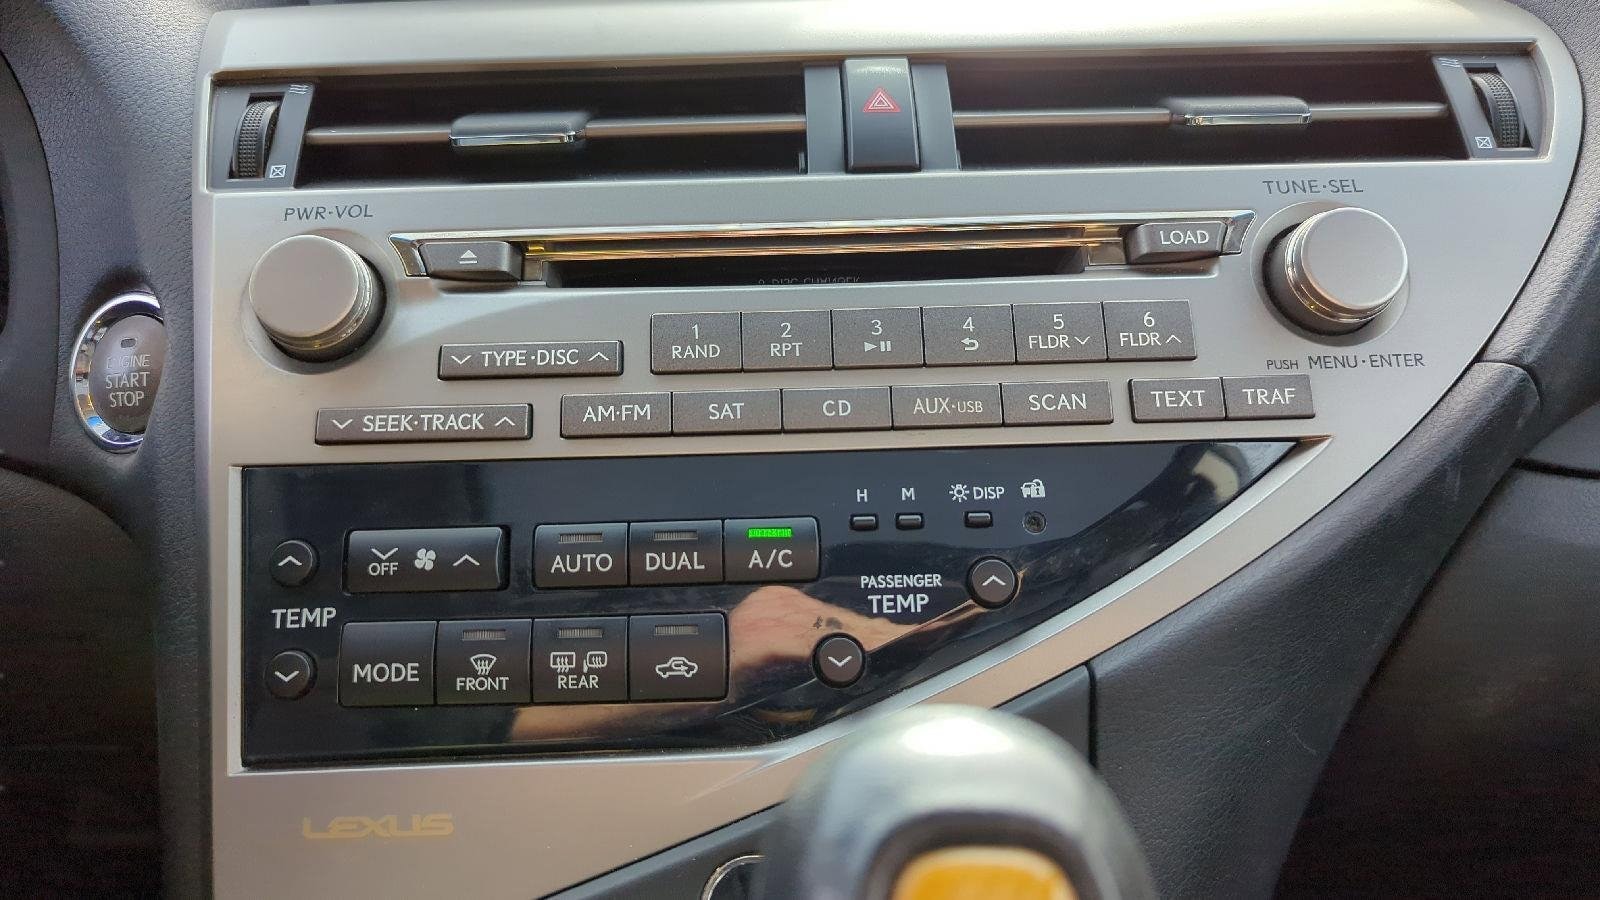 PWR·VOL
TUNE·SEL
LOAD
ENGINE
START
STOP
TYPE·DISC
1
RAND
2
RPT
3
4
5
FLDR
6
FLDR
PUSH MENU·ENTER
SEEK·TRACK
AM·FM
SAT
CD
AUX·USB
SCAN
TEXT
TRAF
H
M
DISP
OFF
AUTO
DUAL
A/C
PASSENGER
TEMP
TEMP
MODE
FRONT
REAR
LEXUS